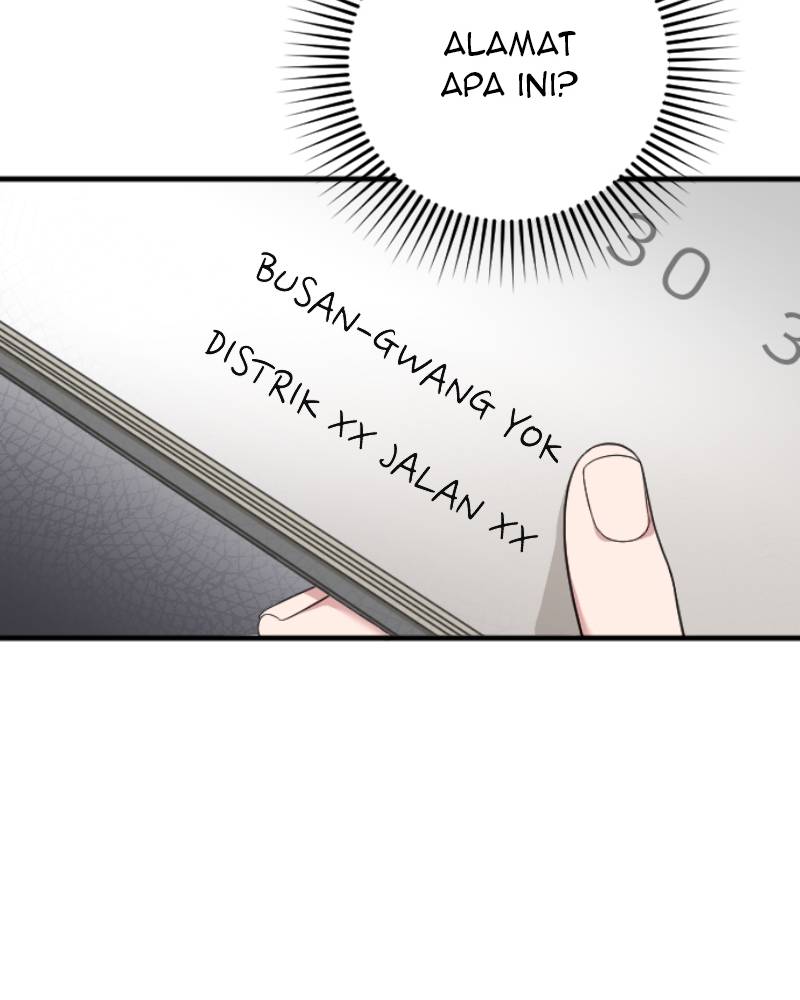 ALAMAT
APA INI?
30
3
BUSAN-GWANG YOK
DISTRIK XX JALAN XX